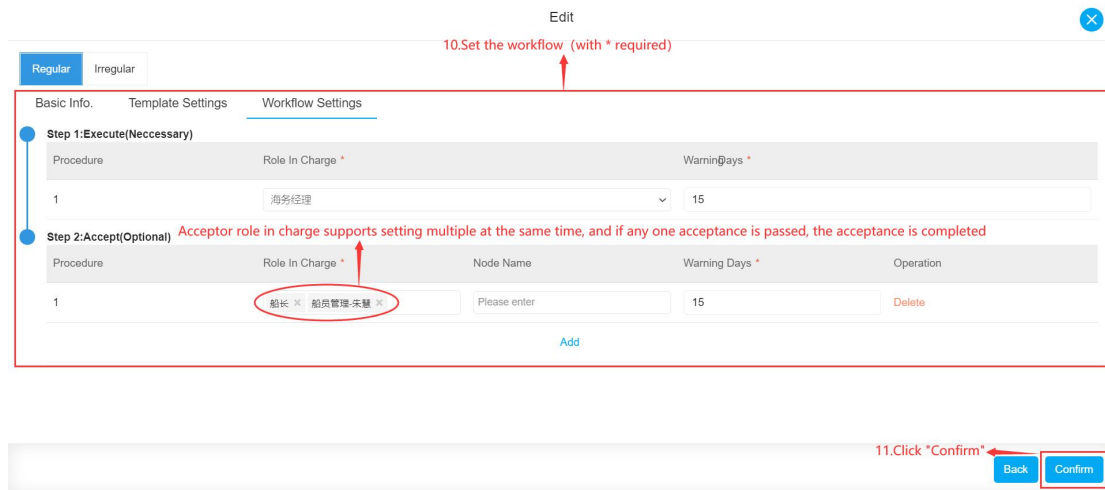 Edit
10.Set the workflow（with * required）
Regular Irregular
Basic Info. Template Settings Workflow Settings
Step 1:Execute(Neccessary)
Procedure Role In Charge * WarningDays *
1 海务经理 15
Step 2:Accept(Optional) Acceptor role in charge supports setting multiple at the same time, and if any one acceptance is passed, the acceptance is completed
Procedure Role In Charge * Node Name Warning Days * Operation
1 船长 × 船员管理-朱慧 × Please enter 15 Delete
Add
11.Click "Confirm"
Back Confirm